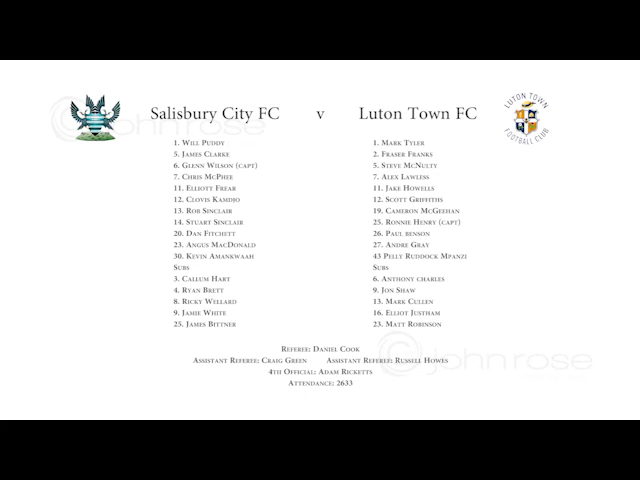 Salisbury City FC v Luton Town FC
LUTON TOWN
FOOTBALL CLUB
1. Will Puddy
5. James Clarke
6. Glenn Wilson (capt)
7. Chris McPhee
11. Elliott Frear
12. Clovis Kamdjo
13. Rob Sinclair
14. Stuart Sinclair
20. Dan Fitchett
23. Angus MacDonald
30. Kevin Amankwaah
Subs
3. Callum Hart
4. Ryan Brett
8. Ricky Wellard
9. Jamie White
25. James Bittner
1. Mark Tyler
2. Fraser Franks
5. Steve McNulty
7. Alex Lawless
11. Jake Howells
12. Scott Griffiths
19. Cameron McGeehan
25. Ronnie Henry (capt)
26. Paul benson
27. Andre Gray
43 Pelly Ruddock Mpanzi
Subs
6. Anthony charles
9. Jon Shaw
13. Mark Cullen
16. Elliot Justham
23. Matt Robinson
Referee: Daniel Cook
Assistant Referee: Craig Green Assistant Referee: Russell Howes
4th Official: Adam Ricketts
Attendance: 2633
© john rose
© john rose